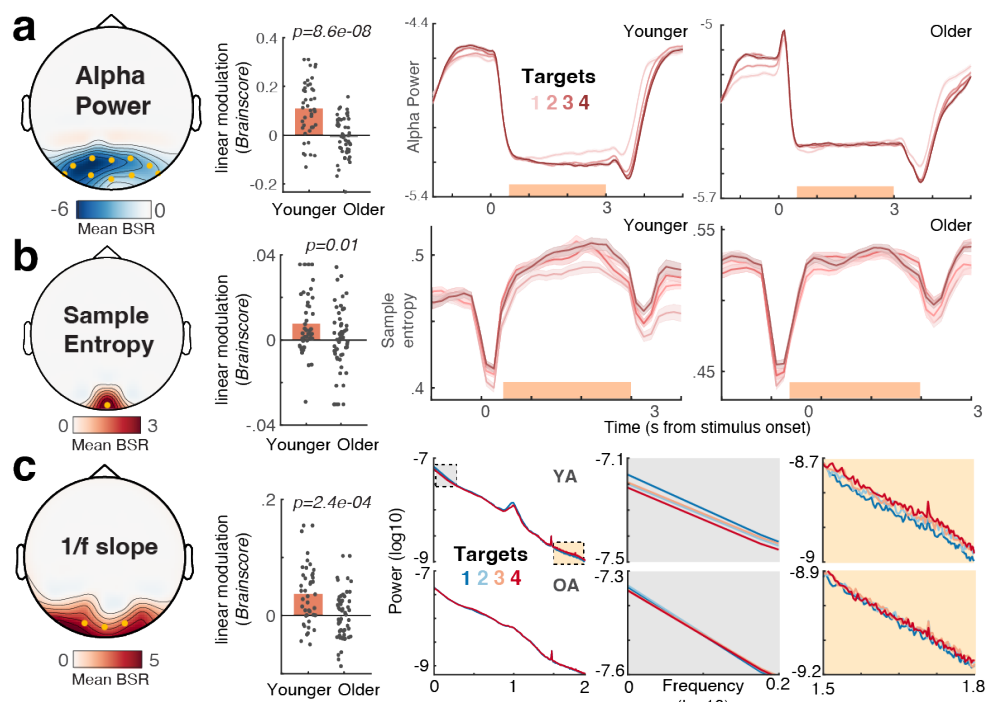 a
Alpha
Power
-6 0
Mean BSR
linear modulation
(Brainscore)
p=8.6e-08
0.4
0.2
0
-0.2
Younger Older
Alpha Power
-4.4
-5.4
Younger
Targets
1 2 3 4
0 3
-5
-5.7
Older
0 3
b
Sample
Entropy
0 3
Mean BSR
linear modulation
(Brainscore)
p=0.01
.04
0
-.04
Younger Older
Sample
entropy
.5
.4
Younger
0 3
.55
.45
Older
0 3
Time (s from stimulus onset)
c
1/f slope
0 5
Mean BSR
linear modulation
(Brainscore)
p=2.4e-04
.2
0
Younger Older
Power (log10)
-7
-9
YA
Targets
1 2 3 4
OA
-7
-9
0 1 2
-7.1
-7.5
-7.3
-7.6
0 0.2
Frequency
-8.7
-9
-8.9
-9.2
1.5 1.8